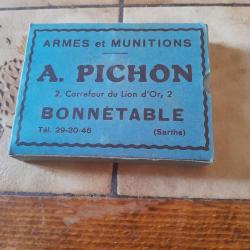 ARMES et MUNITIONS
A. PICHON
2. Carrefour du Lion d'Or, 2
BONNÉTABLE
Tél. 29-30-46 (Sarthe)